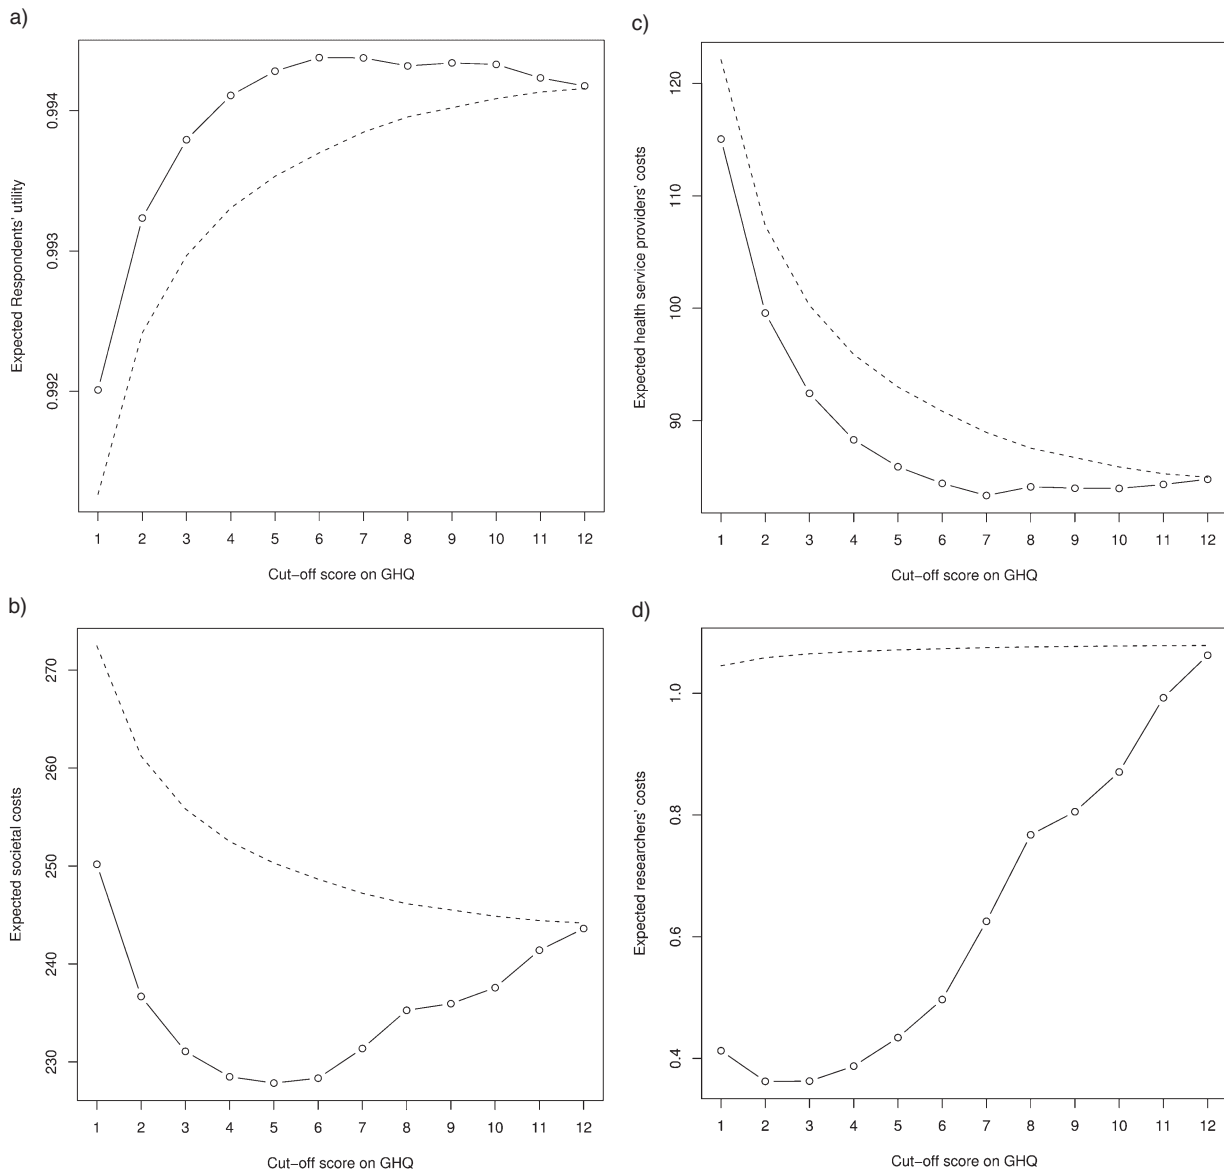 a)
Expected Respondents' utility
0.994
0.993
0.992
1 2 3 4 5 6 7 8 9 10 11 12
Cut−off score on GHQ
c)
Expected health service providers' costs
120
110
100
90
1 2 3 4 5 6 7 8 9 10 11 12
Cut−off score on GHQ
b)
Expected societal costs
270
260
250
240
230
1 2 3 4 5 6 7 8 9 10 11 12
Cut−off score on GHQ
d)
Expected researchers' costs
1.0
0.8
0.6
0.4
1 2 3 4 5 6 7 8 9 10 11 12
Cut−off score on GHQ